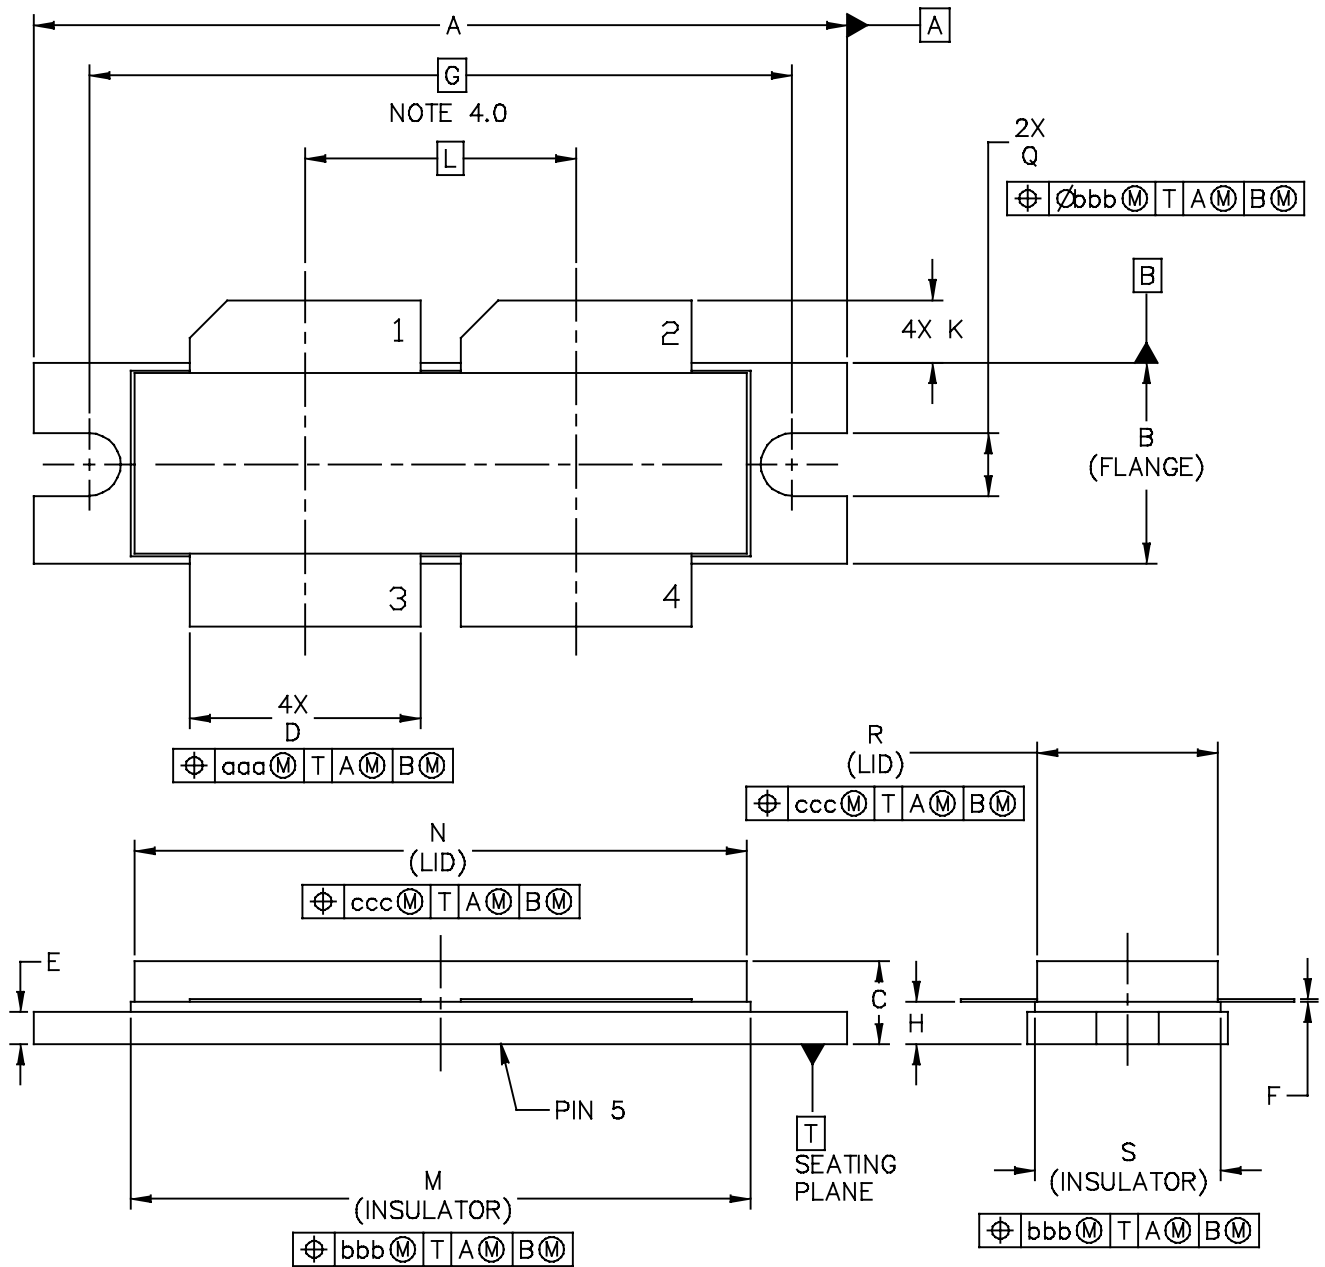 A
A
G
NOTE 4.0
L
2X
Q
⌖ Øbbb Ⓜ T A Ⓜ B Ⓜ
B
1
2
4X K
B
(FLANGE)
3
4
4X
D
⌖ aaa Ⓜ T A Ⓜ B Ⓜ
R
(LID)
⌖ ccc Ⓜ T A Ⓜ B Ⓜ
N
(LID)
⌖ ccc Ⓜ T A Ⓜ B Ⓜ
E
C
H
F
PIN 5
T
SEATING
PLANE
M
(INSULATOR)
⌖ bbb Ⓜ T A Ⓜ B Ⓜ
S
(INSULATOR)
⌖ bbb Ⓜ T A Ⓜ B Ⓜ